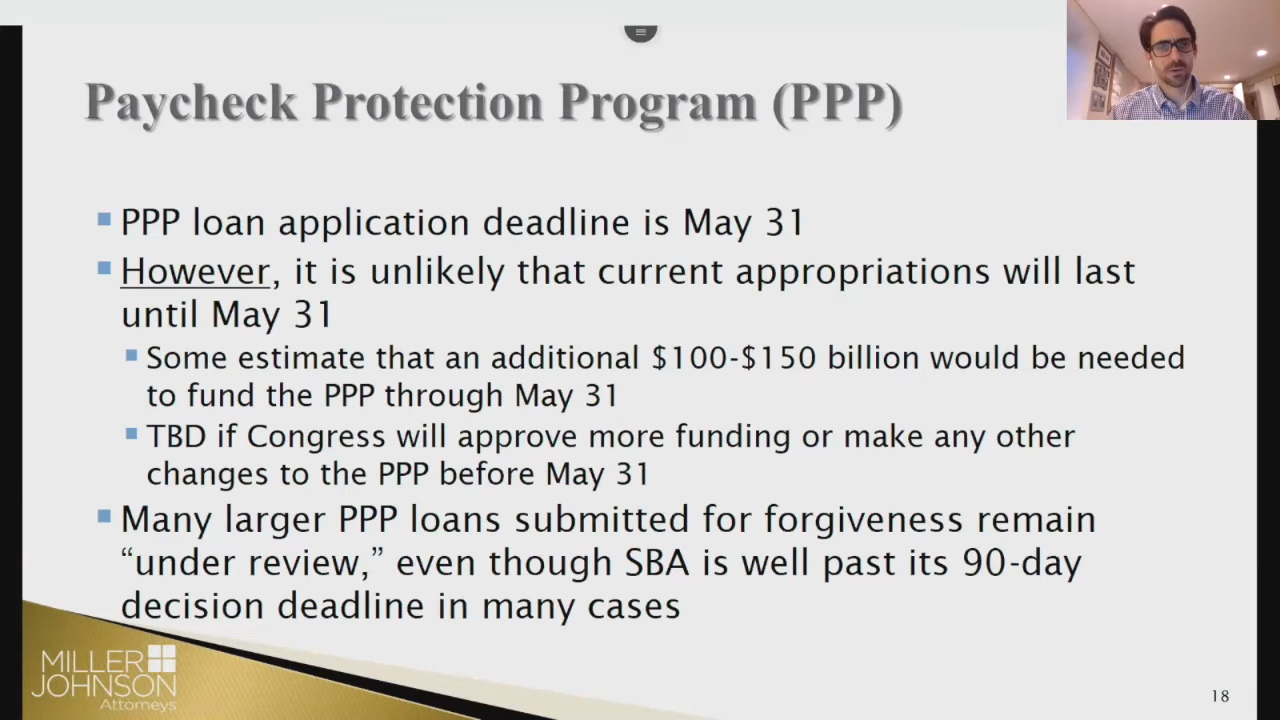 Paycheck Protection Program (PPP)
PPP loan application deadline is May 31
However, it is unlikely that current appropriations will last
until May 31
Some estimate that an additional $100-$150 billion would be needed
to fund the PPP through May 31
TBD if Congress will approve more funding or make any other
changes to the PPP before May 31
Many larger PPP loans submitted for forgiveness remain
“under review,” even though SBA is well past its 90-day
decision deadline in many cases
MILLER
JOHNSON
Attorneys
18